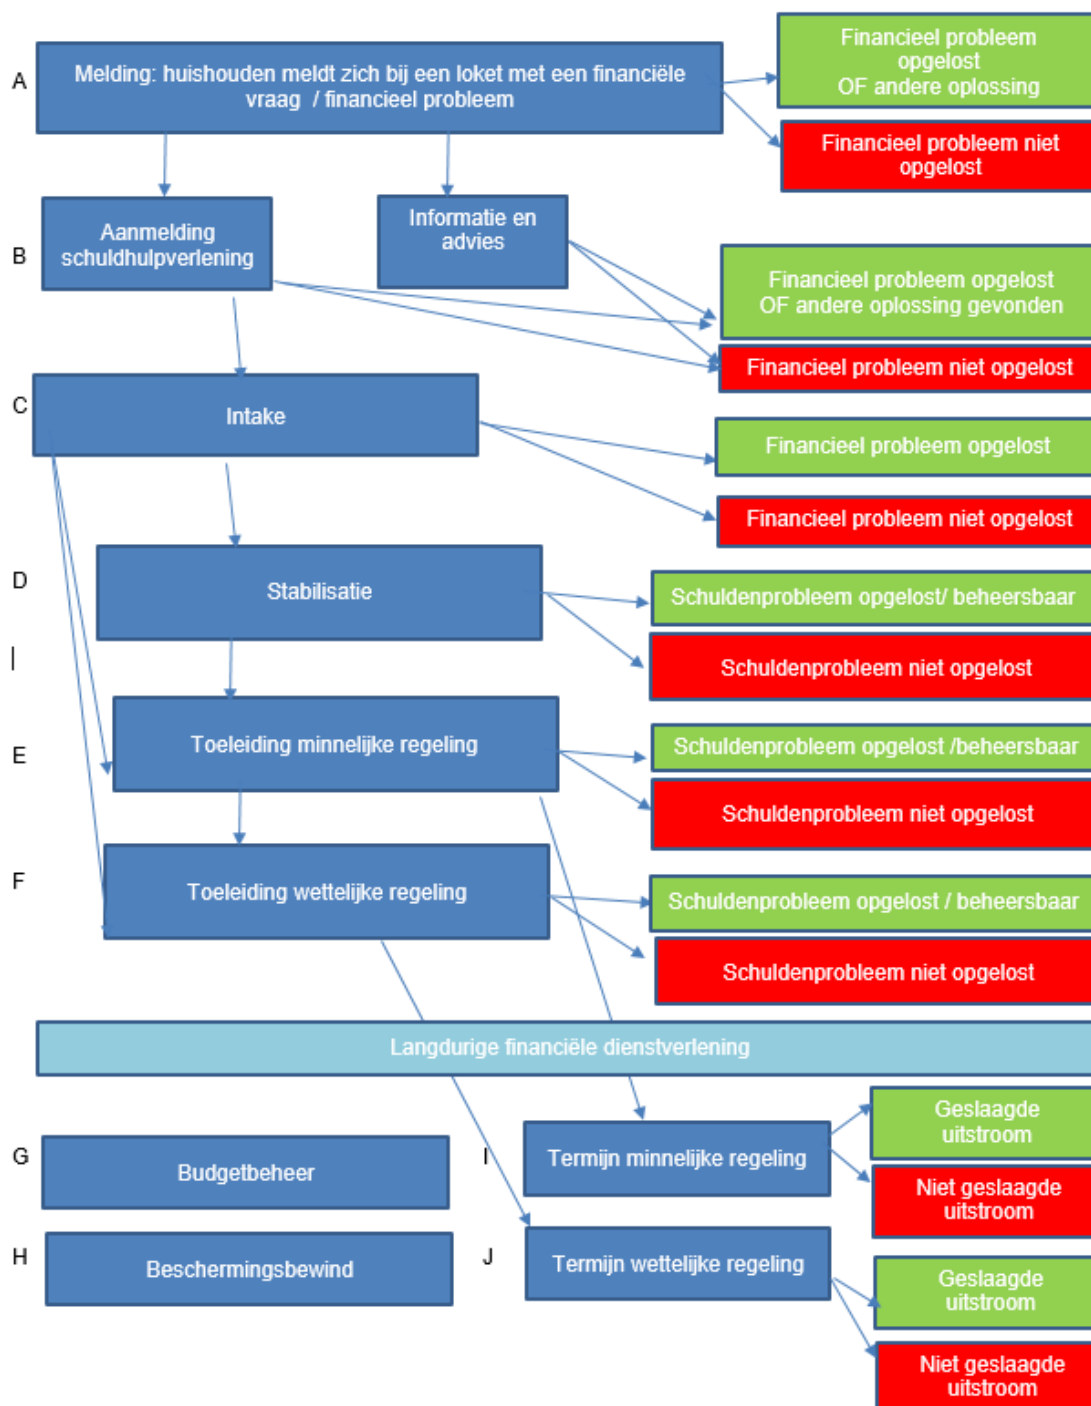 A
Melding: huishouden meldt zich bij een loket met een financiële
vraag / financieel probleem
Financieel probleem
opgelost
OF andere oplossing
Financieel probleem niet
opgelost
B
Aanmelding
schuldhulpverlening
Informatie en
advies
Financieel probleem opgelost
OF andere oplossing gevonden
Financieel probleem niet opgelost
C
Intake
Financieel probleem opgelost
Financieel probleem niet opgelost
D
Stabilisatie
Schuldenprobleem opgelost/ beheersbaar
Schuldenprobleem niet opgelost
E
Toeleiding minnelijke regeling
Schuldenprobleem opgelost /beheersbaar
Schuldenprobleem niet opgelost
F
Toeleiding wettelijke regeling
Schuldenprobleem opgelost / beheersbaar
Schuldenprobleem niet opgelost
Langdurige financiële dienstverlening
G
Budgetbeheer
I
Termijn minnelijke regeling
Geslaagde
uitstroom
Niet geslaagde
uitstroom
H
Beschermingsbewind
J
Termijn wettelijke regeling
Geslaagde
uitstroom
Niet geslaagde
uitstroom